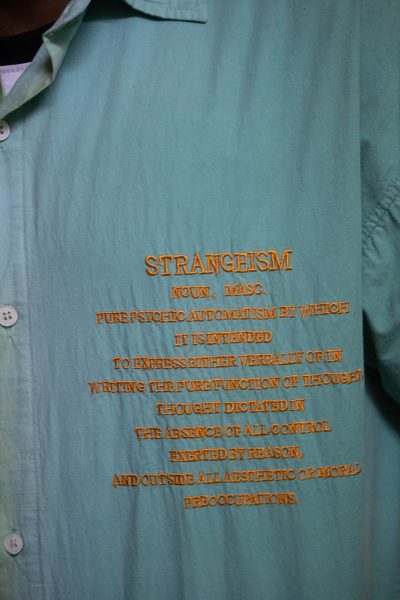 STRANGEISM
NOUN, MASC.
PURE PSYCHIC AUTOMATISM BY WHICH
IT IS INTENDED
TO EXPRESS EITHER VERBALLY OR IN
WRITING THE PURE FUNCTION OF THOUGHT
THOUGHT DICTATED IN
THE ABSENCE OF ALL CONTROL
EXERTED BY REASON,
AND OUTSIDE ALL AESTHETIC OR MORAL
PREOCCUPATIONS.